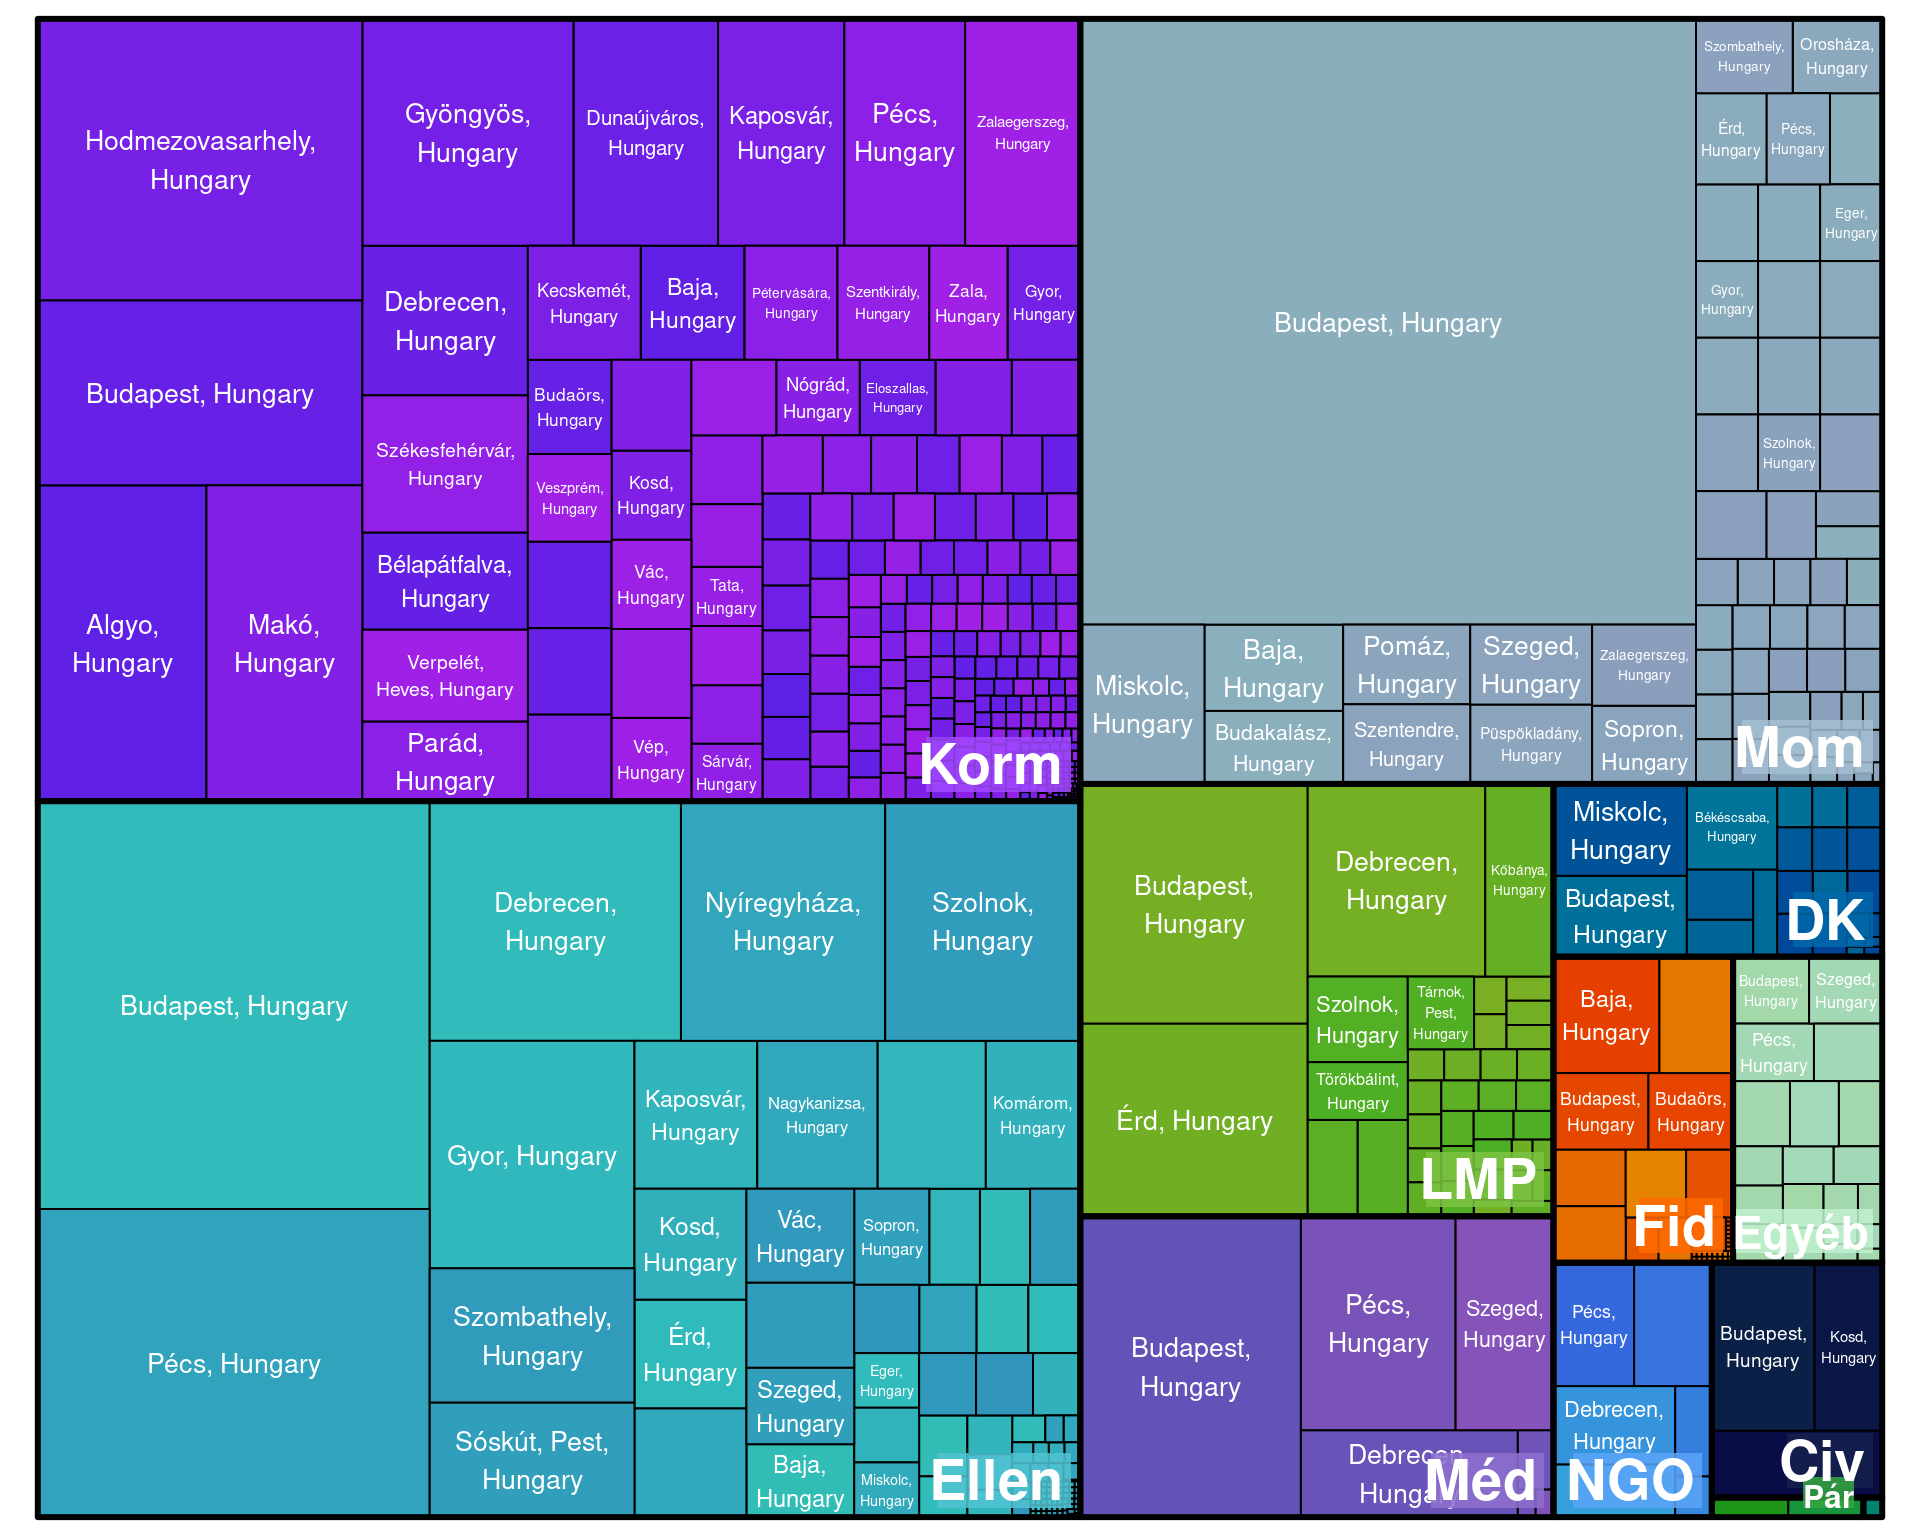 Hodmezovasarhely,
Hungary
Budapest, Hungary
Algyo,
Hungary
Makó,
Hungary
Gyöngyös,
Hungary
Dunaújváros,
Hungary
Kaposvár,
Hungary
Pécs,
Hungary
Zalaegerszeg,
Hungary
Debrecen,
Hungary
Székesfehérvár,
Hungary
Bélapátfalva,
Hungary
Verpelét,
Heves, Hungary
Parád,
Hungary
Kecskemét,
Hungary
Baja,
Hungary
Pétervására,
Hungary
Szentkirály,
Hungary
Zala,
Hungary
Gyor,
Hungary
Budaörs,
Hungary
Veszprém,
Hungary
Kosd,
Hungary
Vác,
Hungary
Vép,
Hungary
Nógrád,
Hungary
Eloszallas,
Hungary
Tata,
Hungary
Sárvár,
Hungary
Korm
Budapest, Hungary
Miskolc,
Hungary
Baja,
Hungary
Budakalász,
Hungary
Pomáz,
Hungary
Szentendre,
Hungary
Szeged,
Hungary
Püspökladány,
Hungary
Zalaegerszeg,
Hungary
Sopron,
Hungary
Szombathely,
Hungary
Orosháza,
Hungary
Érd,
Hungary
Pécs,
Hungary
Eger,
Hungary
Gyor,
Hungary
Szolnok,
Hungary
Mom
Budapest, Hungary
Pécs, Hungary
Debrecen,
Hungary
Nyíregyháza,
Hungary
Szolnok,
Hungary
Gyor, Hungary
Szombathely,
Hungary
Sóskút, Pest,
Hungary
Kaposvár,
Hungary
Nagykanizsa,
Hungary
Komárom,
Hungary
Kosd,
Hungary
Érd,
Hungary
Vác,
Hungary
Sopron,
Hungary
Szeged,
Hungary
Baja,
Hungary
Eger,
Hungary
Miskolc,
Hungary
Ellen
Budapest,
Hungary
Érd, Hungary
Debrecen,
Hungary
Kőbánya,
Hungary
Szolnok,
Hungary
Tárnok,
Pest,
Hungary
Törökbálint,
Hungary
LMP
Budapest,
Hungary
Pécs,
Hungary
Szeged,
Hungary
Debrecen,
Hungary
Méd
Miskolc,
Hungary
Budapest,
Hungary
Békéscsaba,
Hungary
DK
Baja,
Hungary
Budapest,
Hungary
Budaörs,
Hungary
Fid
Budapest,
Hungary
Szeged,
Hungary
Pécs,
Hungary
Egyéb
Pécs,
Hungary
Debrecen,
Hungary
NGO
Budapest,
Hungary
Kosd,
Hungary
Civ
Pár